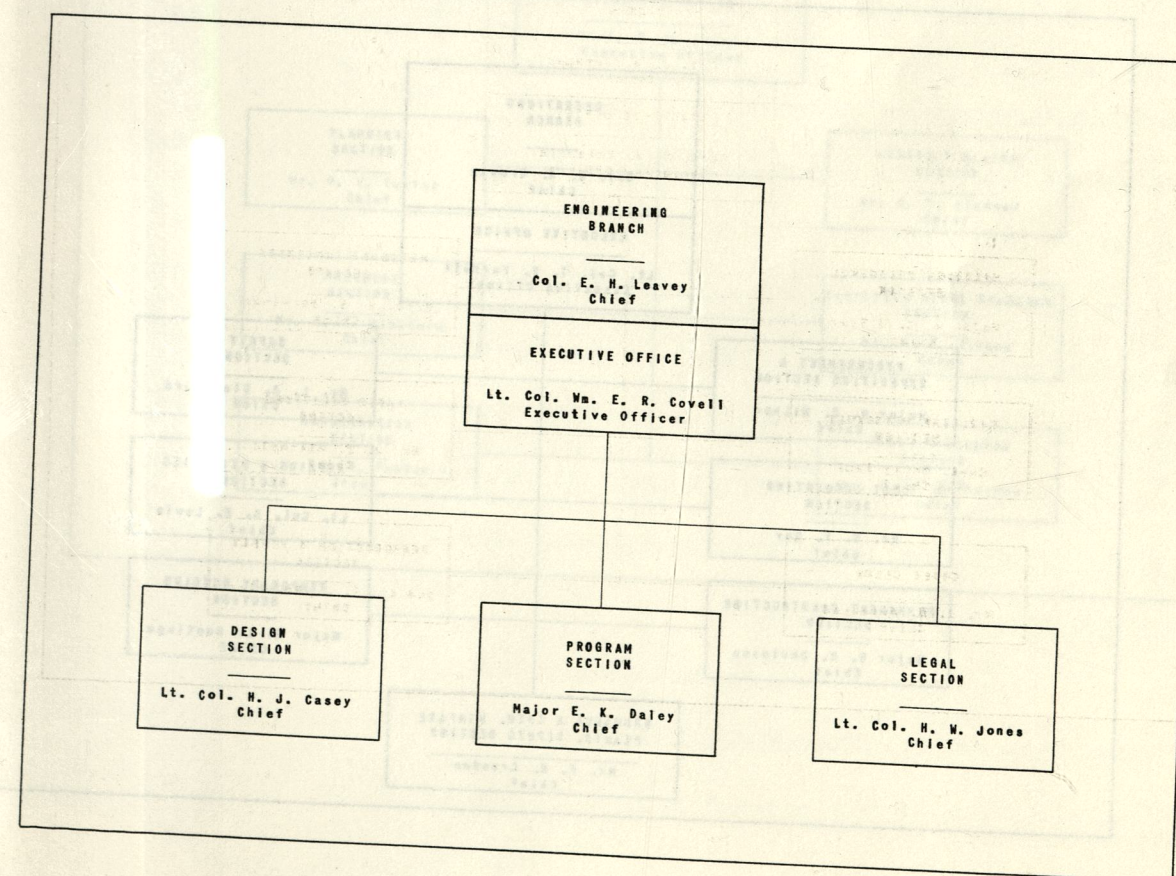 ENGINEERING
BRANCH
Col. E. H. Leavey
Chief
EXECUTIVE OFFICE
Lt. Col. Wm. E. R. Covell
Executive Officer
DESIGN
SECTION
Lt. Col. H. J. Casey
Chief
PROGRAM
SECTION
Major E. K. Daley
Chief
LEGAL
SECTION
Lt. Col. H. W. Jones
Chief